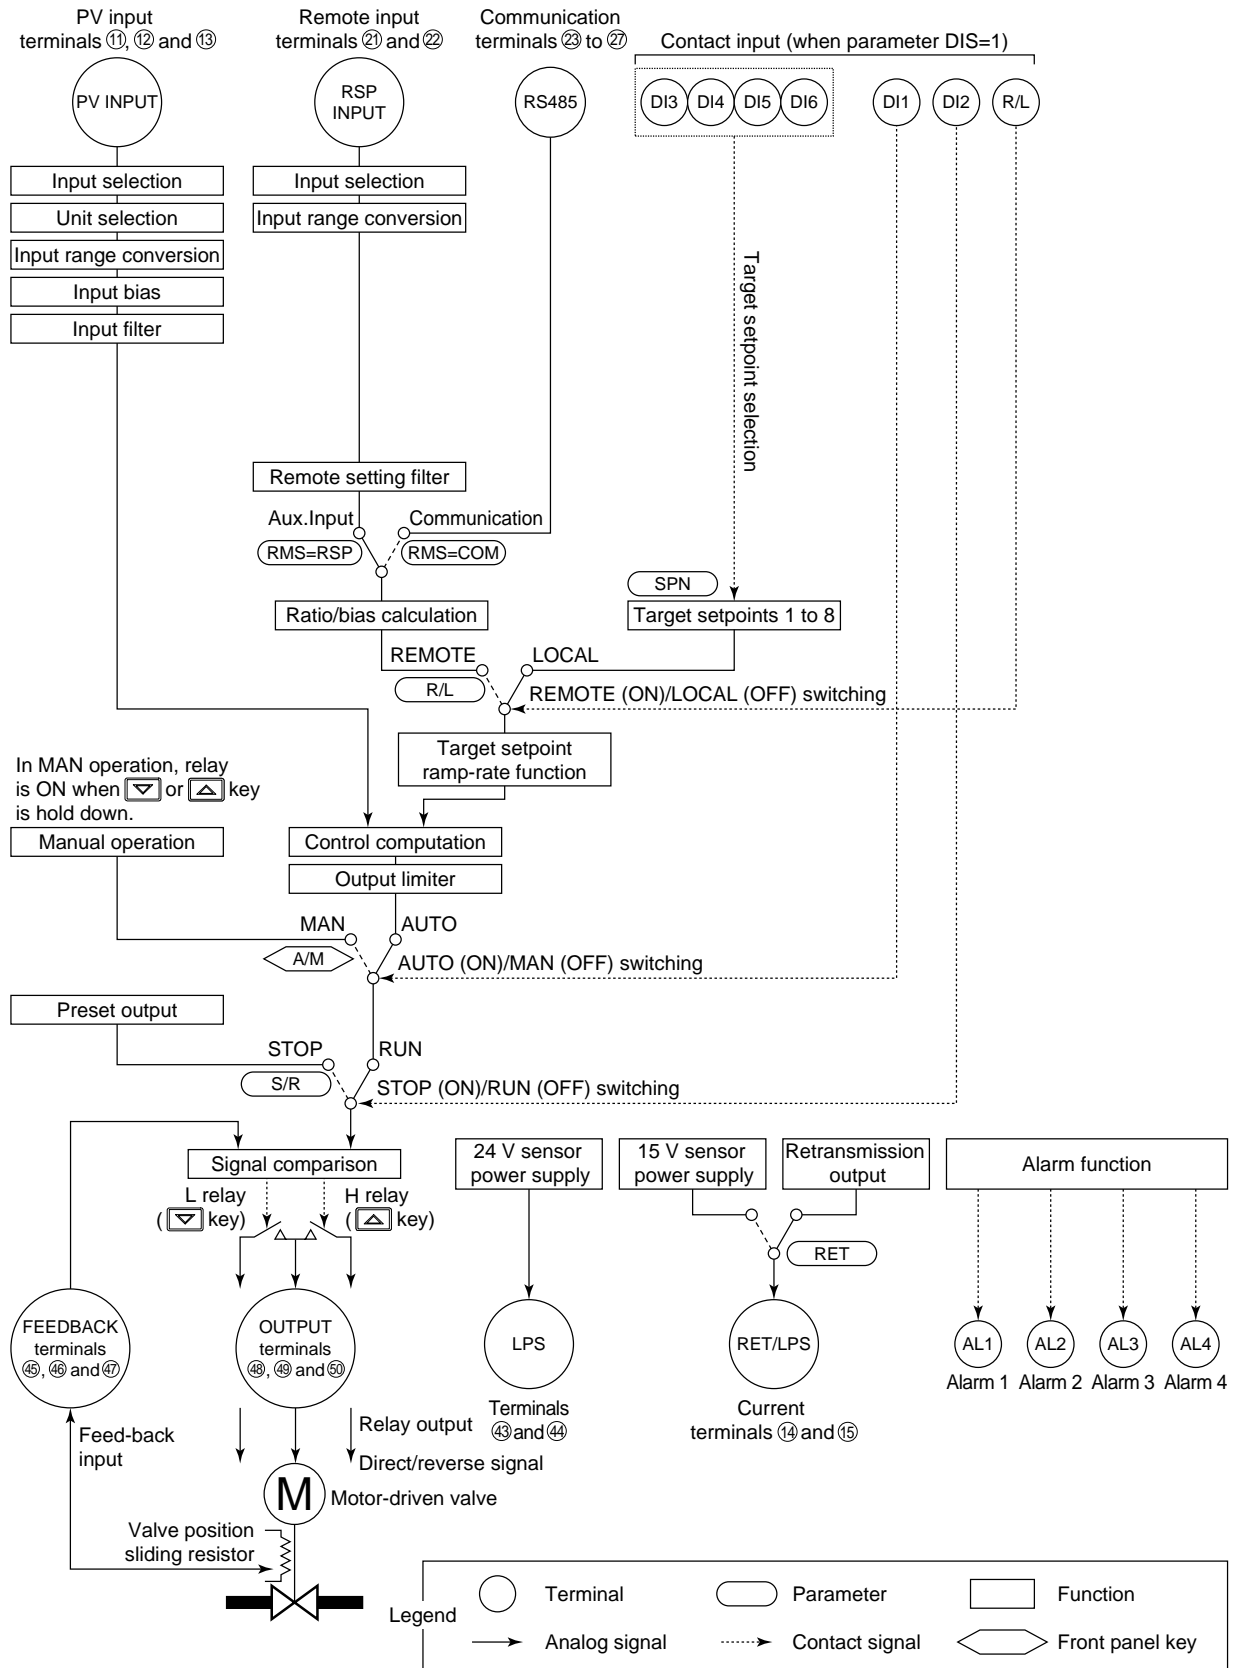 PV input
terminals ⑪, ⑫ and ⑬
Remote input
terminals ㉑ and ㉒
Communication
terminals ㉓ to ㉗
Contact input (when parameter DIS=1)
PV INPUT
RSP
INPUT
RS485
DI3
DI4
DI5
DI6
DI1
DI2
R/L
Input selection
Unit selection
Input range conversion
Input bias
Input filter
Input selection
Input range conversion
Target setpoint selection
Remote setting filter
Aux.Input
Communication
RMS=RSP
RMS=COM
SPN
Ratio/bias calculation
Target setpoints 1 to 8
REMOTE
LOCAL
R/L
REMOTE (ON)/LOCAL (OFF) switching
Target setpoint
ramp-rate function
In MAN operation, relay
is ON when ▽ or △ key
is hold down.
Manual operation
Control computation
Output limiter
MAN
AUTO
A/M
AUTO (ON)/MAN (OFF) switching
Preset output
STOP
RUN
S/R
STOP (ON)/RUN (OFF) switching
Signal comparison
L relay
( ▽ key)
H relay
( △ key)
24 V sensor
power supply
15 V sensor
power supply
Retransmission
output
Alarm function
RET
FEEDBACK
terminals
㊺, ㊻ and ㊼
OUTPUT
terminals
㊽, ㊾ and ㊿
LPS
RET/LPS
AL1
AL2
AL3
AL4
Alarm 1
Alarm 2
Alarm 3
Alarm 4
Terminals
㊸ and ㊹
Current
terminals ⑭ and ⑮
Feed-back
input
Relay output
Direct/reverse signal
M
Motor-driven valve
Valve position
sliding resistor
Legend
Terminal
Parameter
Function
Analog signal
Contact signal
Front panel key